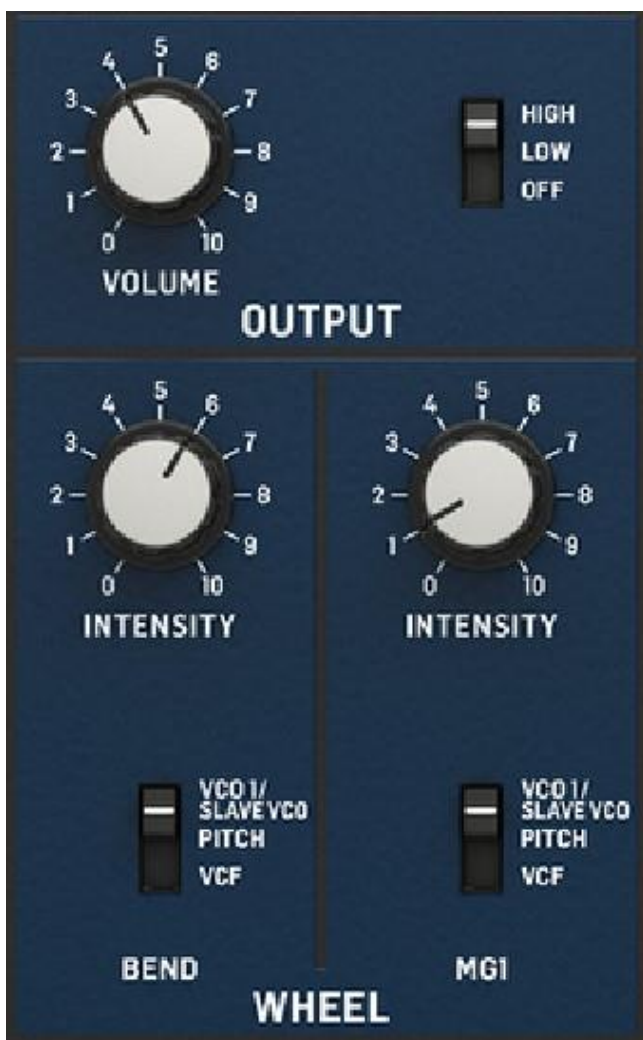 5
4 6
3 7
2 8
1 9
0 10
VOLUME
HIGH
LOW
OFF
OUTPUT
5
4 6
3 7
2 8
1 9
0 10
INTENSITY
5
4 6
3 7
2 8
1 9
0 10
INTENSITY
VCO 1/
SLAVE VCO
PITCH
VCF
VCO 1/
SLAVE VCO
PITCH
VCF
BEND
MG1
WHEEL